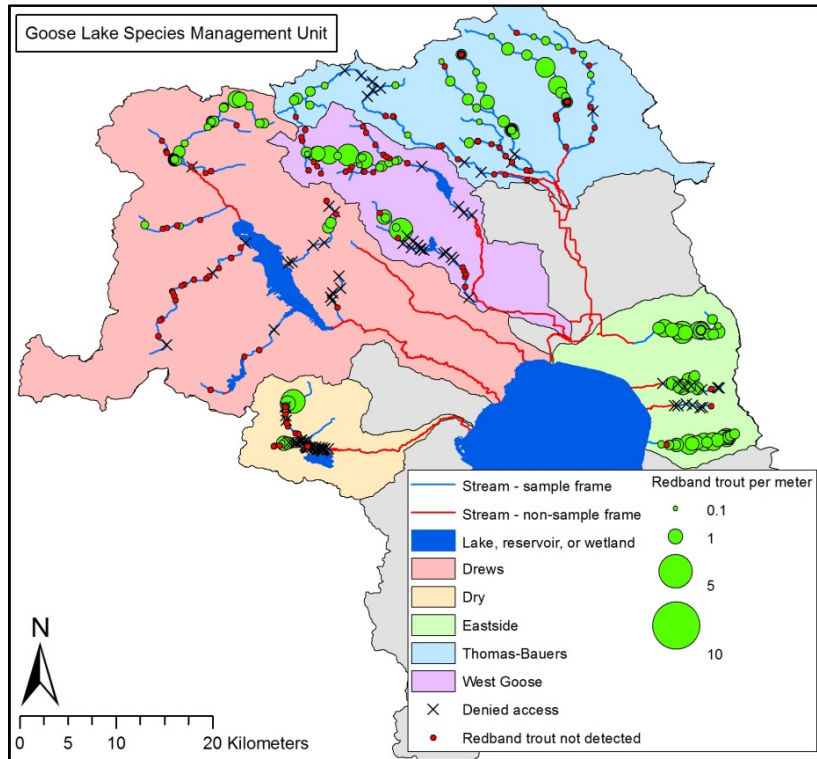 Goose Lake Species Management Unit
Stream - sample frame
Stream - non-sample frame
Lake, reservoir, or wetland
Drews
Dry
Eastside
Thomas-Bauers
West Goose
Denied access
Redband trout not detected
Redband trout per meter
0.1
1
5
10
N
0 5 10 20 Kilometers